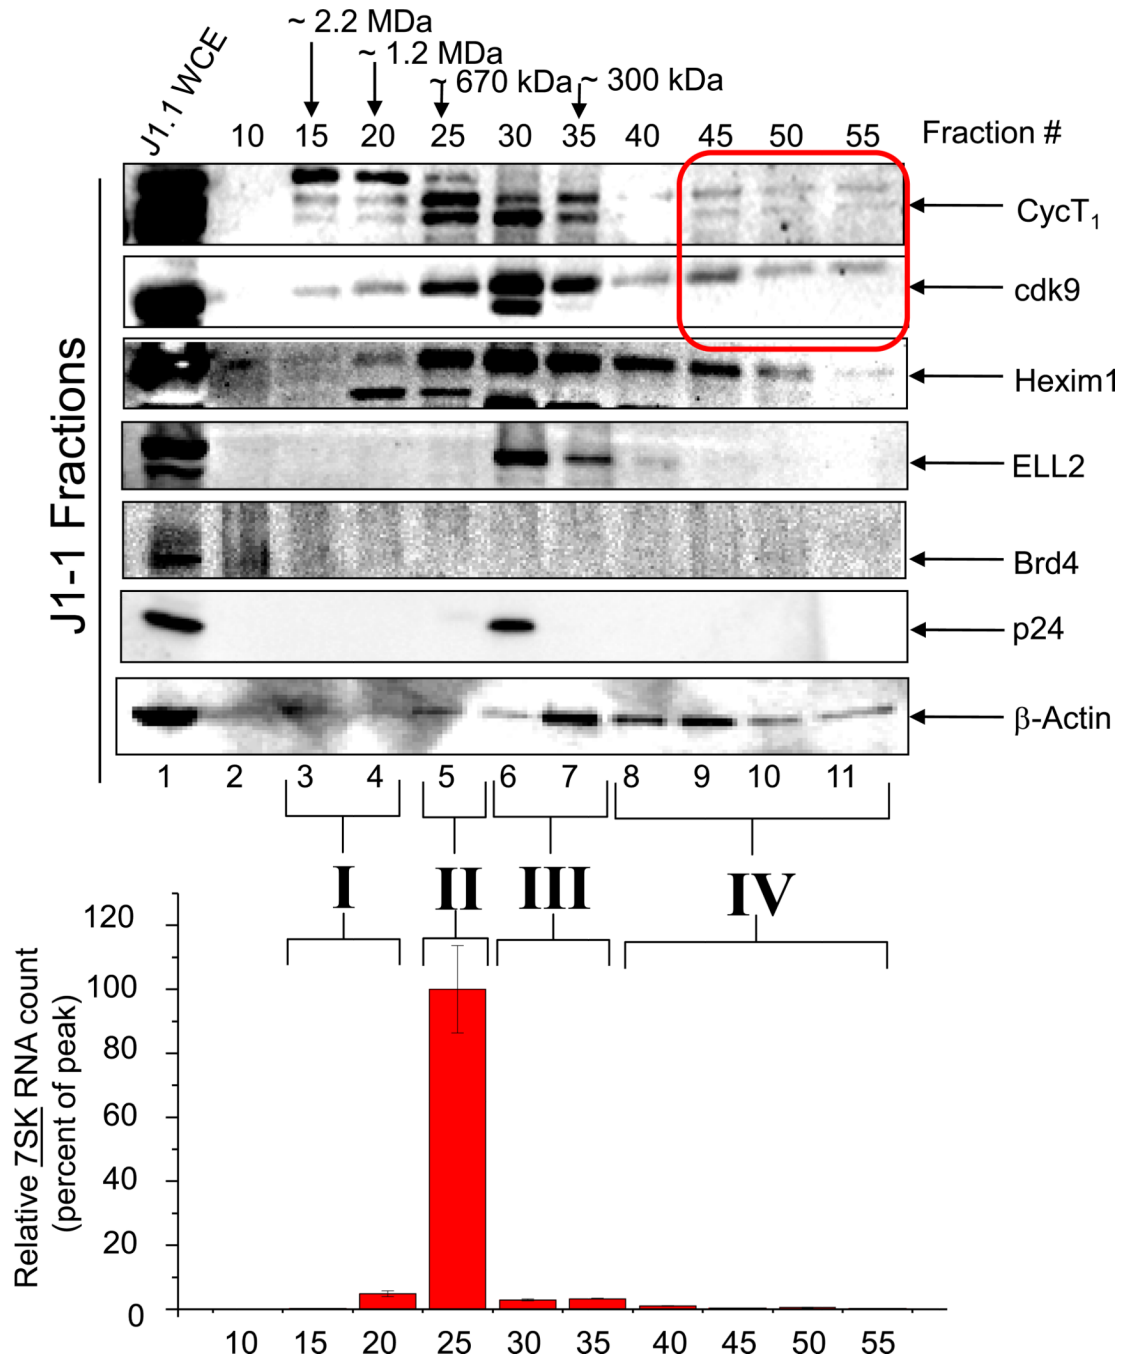 ~ 2.2 MDa
~ 1.2 MDa
~ 670 kDa
~ 300 kDa
J1.1 WCE
10 15 20 25 30 35 40 45 50 55 Fraction #
CycT1
cdk9
Hexim1
ELL2
Brd4
p24
β-Actin
J1-1 Fractions
1 2 3 4 5 6 7 8 9 10 11
I II III IV
Relative 7SK RNA count
(percent of peak)
120
100
80
60
40
20
0
10 15 20 25 30 35 40 45 50 55